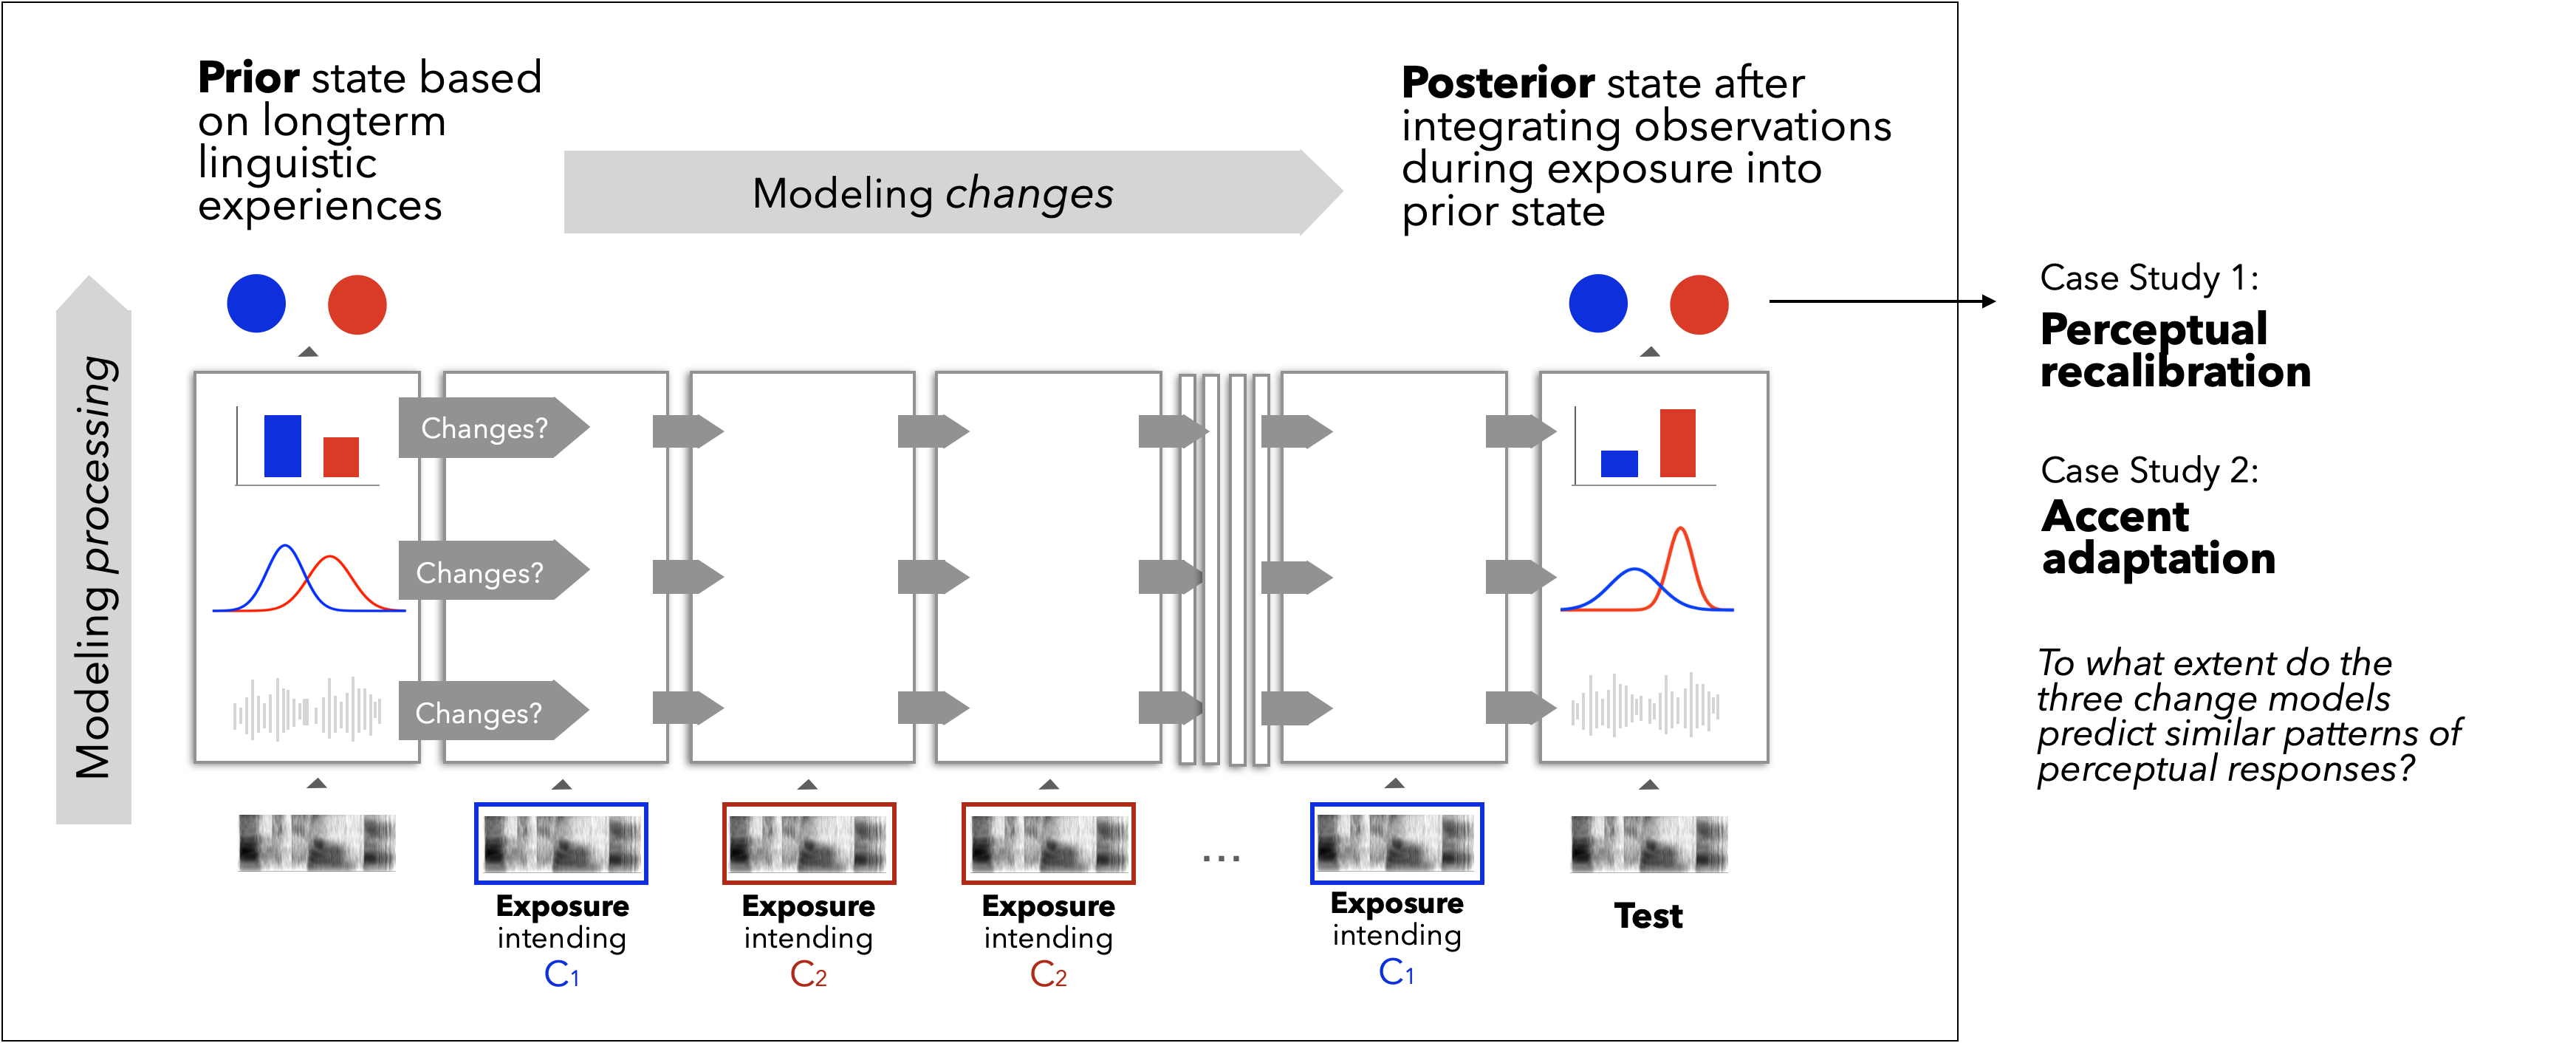 Prior state based
on longterm
linguistic
experiences
Modeling changes
Posterior state after
integrating observations
during exposure into
prior state
Modeling processing
Changes?
Changes?
Changes?
Exposure
intending
C1
Exposure
intending
C2
Exposure
intending
C2
...
Exposure
intending
C1
Test
Case Study 1:
Perceptual
recalibration
Case Study 2:
Accent
adaptation
To what extent do the
three change models
predict similar patterns of
perceptual responses?